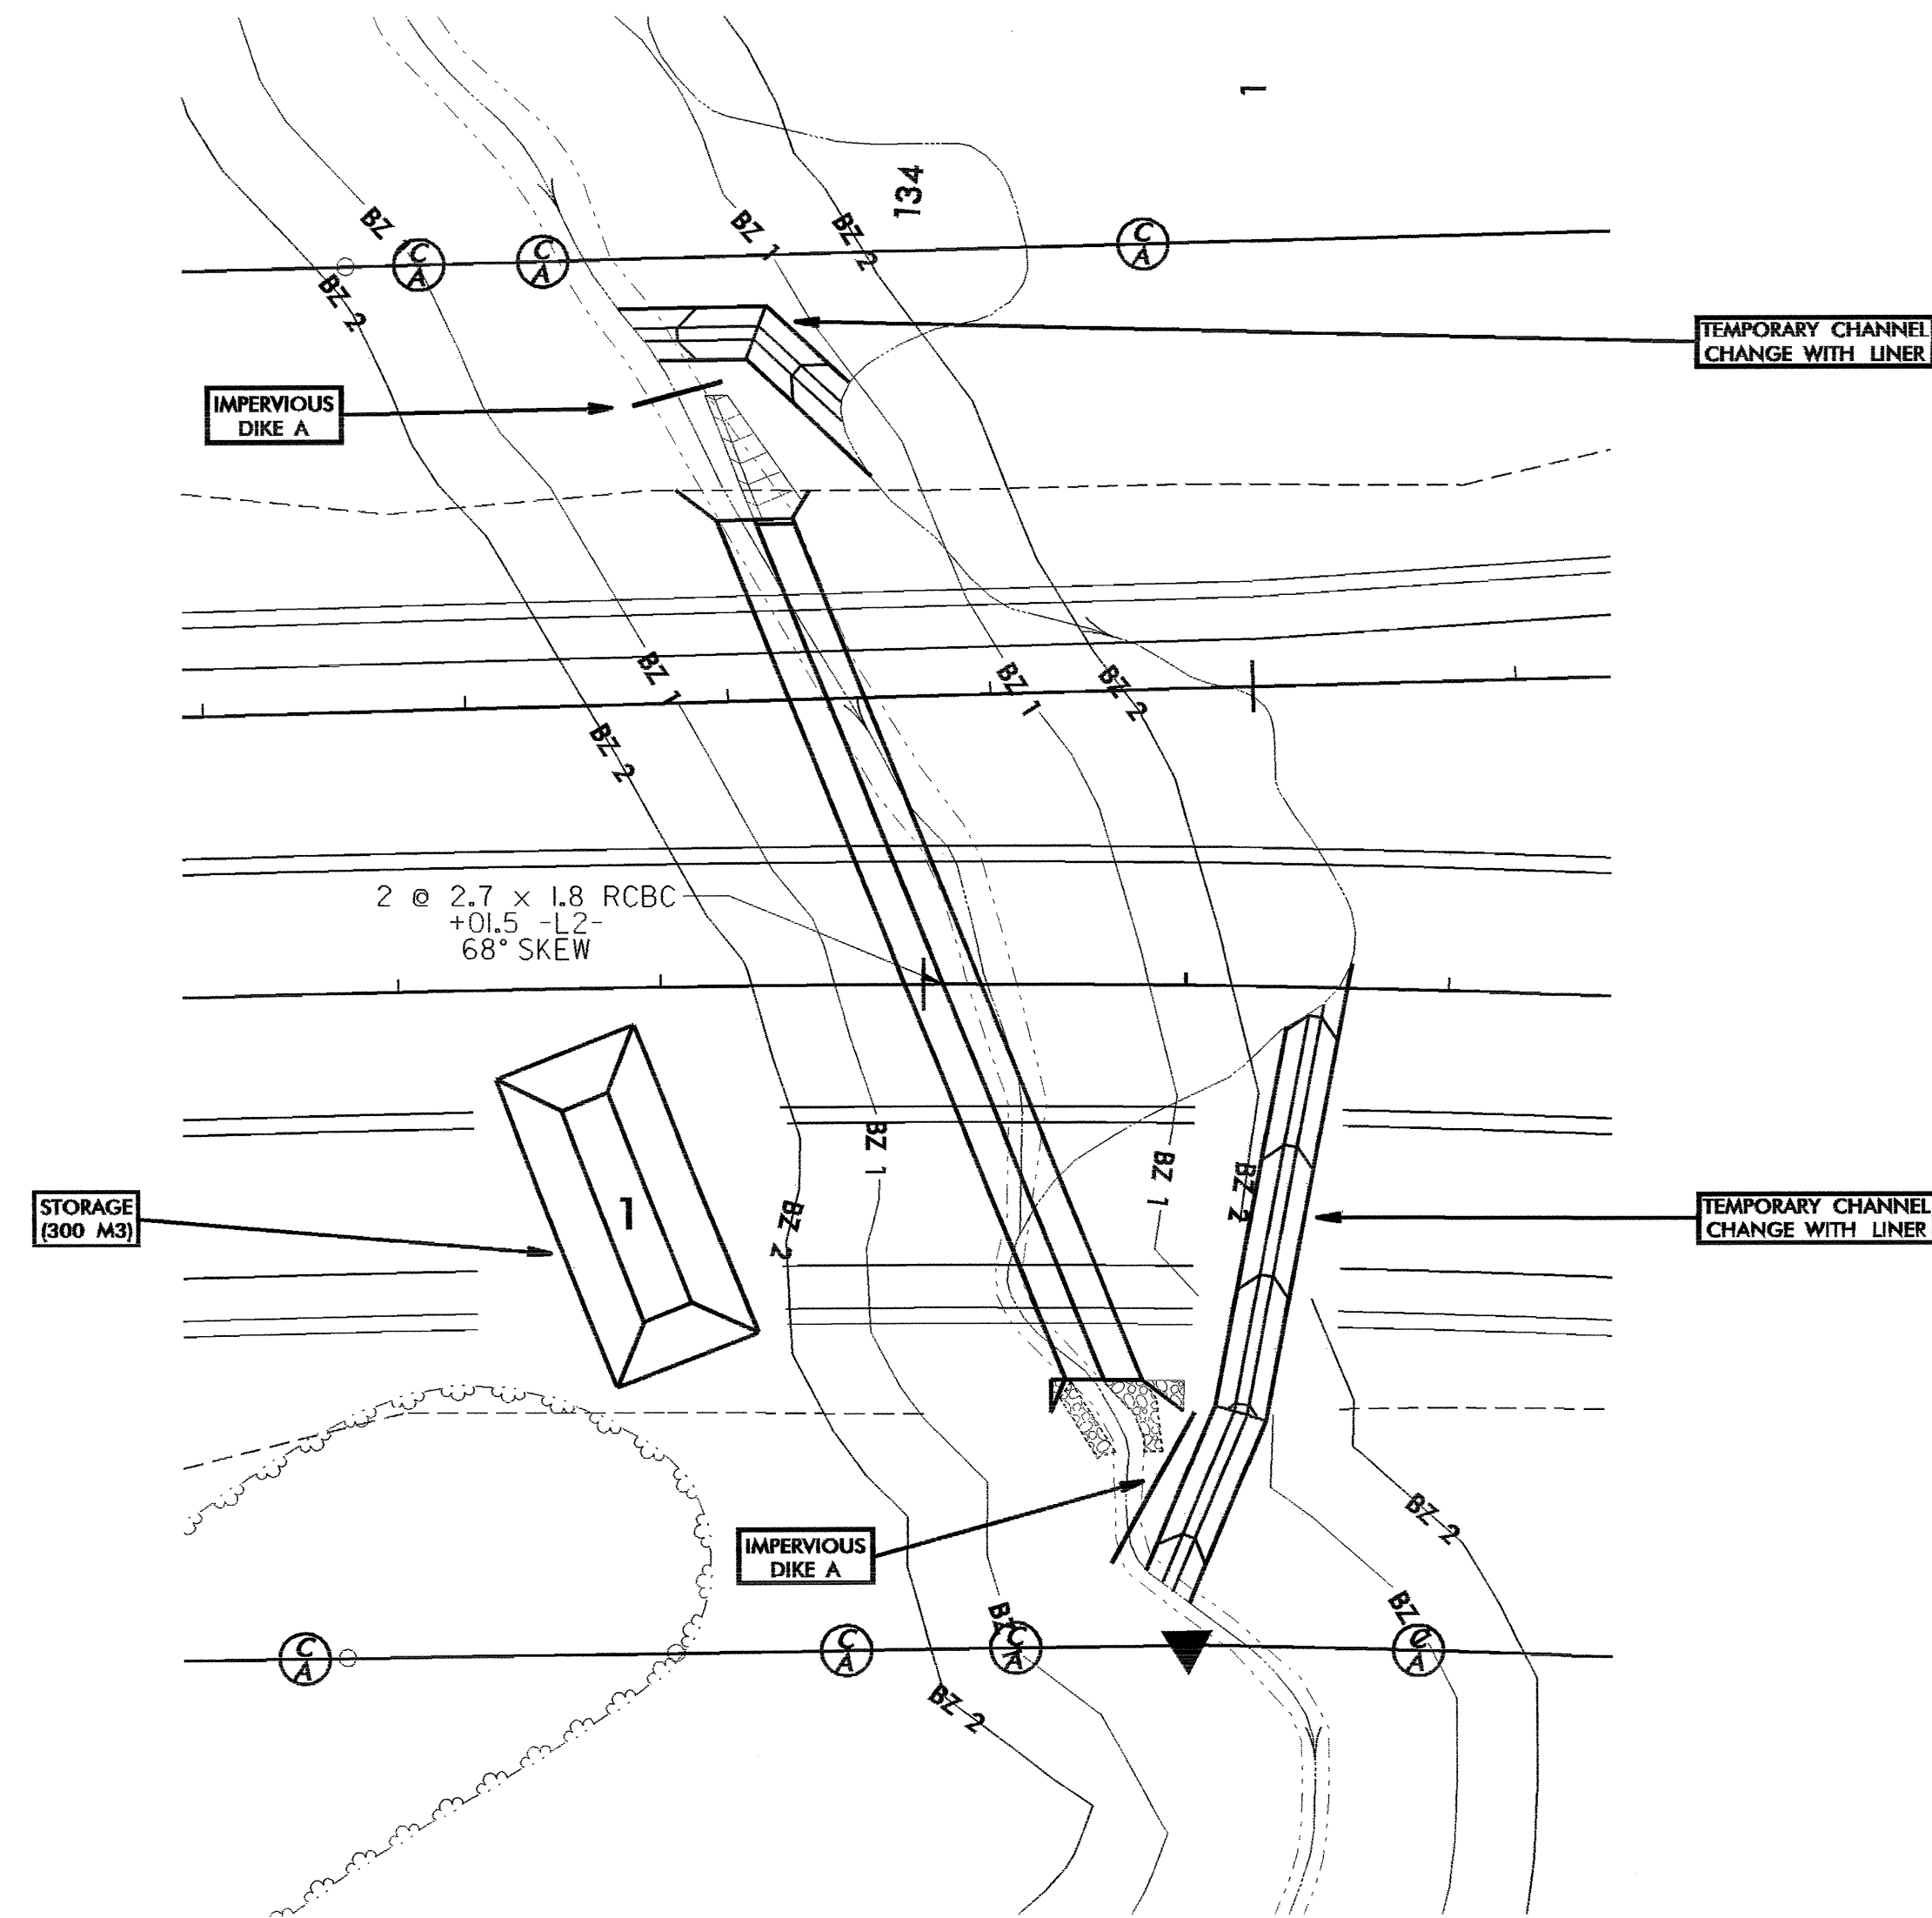 1
134
BZ 1
BZ 2
BZ
BZ 2
C
A
C
A
C
A
TEMPORARY CHANNEL
CHANGE WITH LINER
IMPERVIOUS
DIKE A
BZ 1
BZ 2
BZ 1
BZ 2
2 @ 2.7 x 1.8 RCBC
+01.5 -L2-
68° SKEW
BZ 1
BZ 1
BZ 2
BZ 2
STORAGE
(300 M3)
1
TEMPORARY CHANNEL
CHANGE WITH LINER
IMPERVIOUS
DIKE A
BZ 2
BZ
BZ
C
A
C
A
C
A
C
A
BZ 2